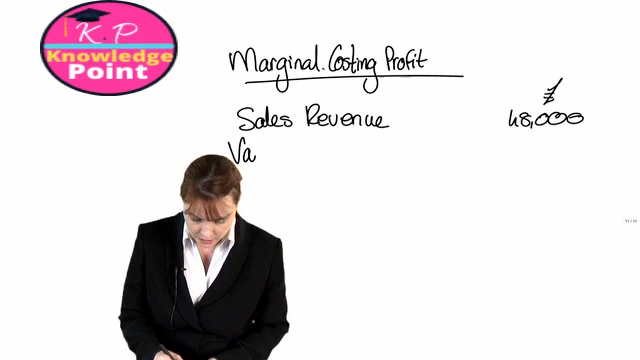 K.P
Knowledge
Point
Marginal. Costing Profit
£
Sales Revenue 48,000
Va